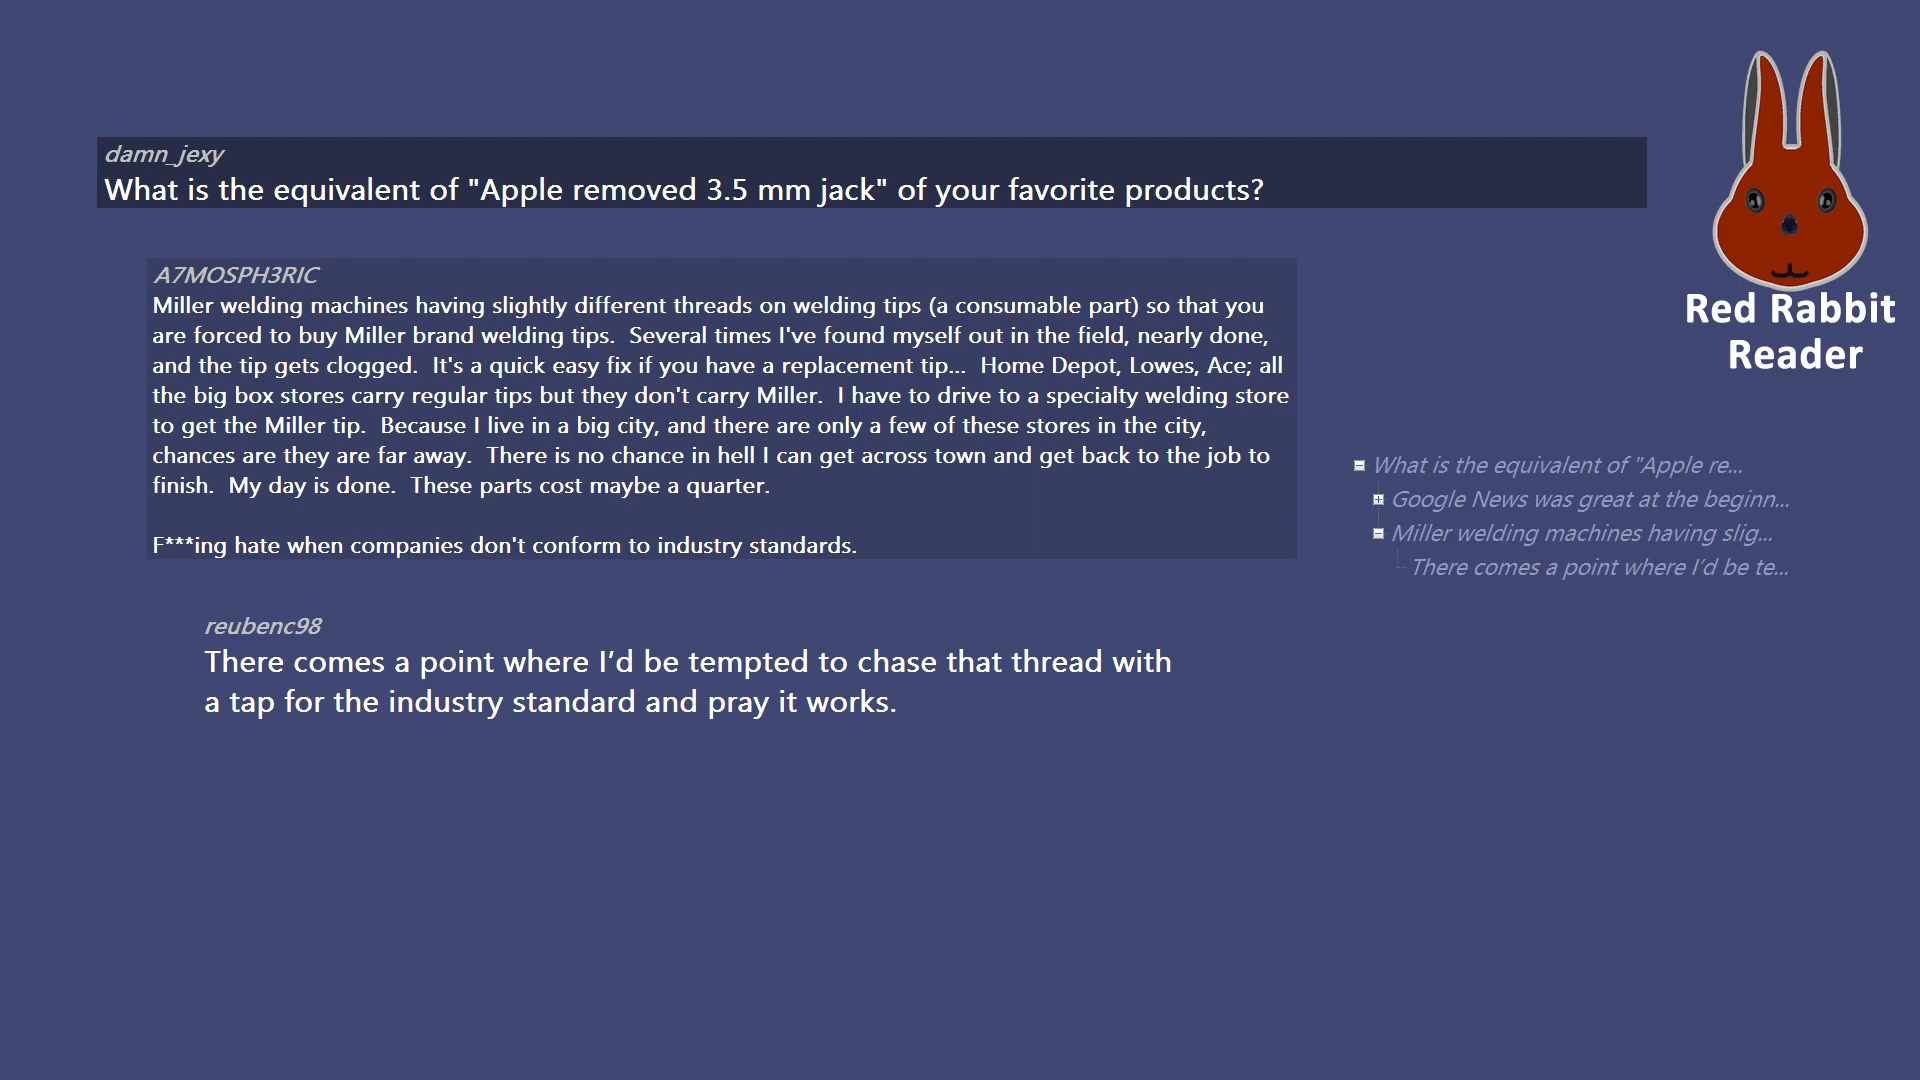 damn_jexy
What is the equivalent of "Apple removed 3.5 mm jack" of your favorite products?
A7MOSPH3RIC
Miller welding machines having slightly different threads on welding tips (a consumable part) so that you
are forced to buy Miller brand welding tips.  Several times I've found myself out in the field, nearly done,
and the tip gets clogged.  It's a quick easy fix if you have a replacement tip...  Home Depot, Lowes, Ace; all
the big box stores carry regular tips but they don't carry Miller.  I have to drive to a specialty welding store
to get the Miller tip.  Because I live in a big city, and there are only a few of these stores in the city,
chances are they are far away.  There is no chance in hell I can get across town and get back to the job to
finish.  My day is done.  These parts cost maybe a quarter.
F***ing hate when companies don't conform to industry standards.
reubenc98
There comes a point where I’d be tempted to chase that thread with
a tap for the industry standard and pray it works.
Red Rabbit
Reader
What is the equivalent of "Apple re...
Google News was great at the beginn...
Miller welding machines having slig...
There comes a point where I’d be te...